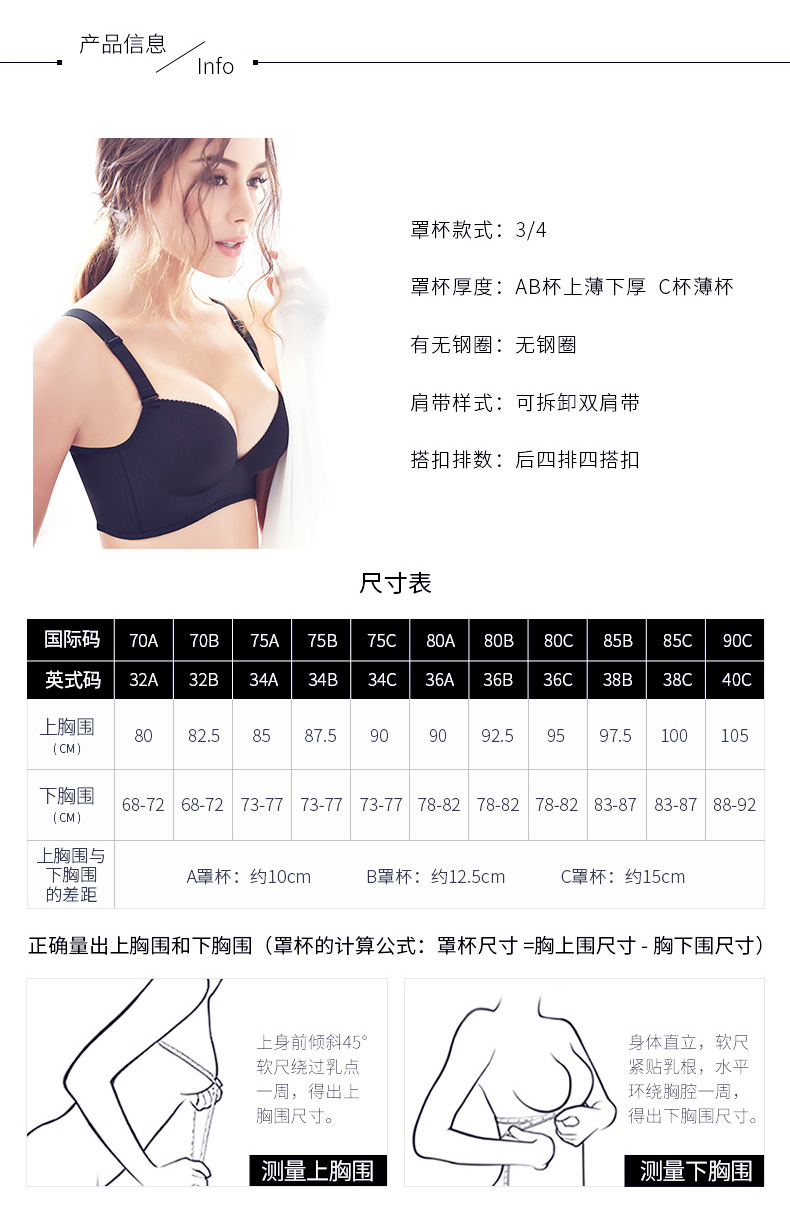 产品信息
Info
罩杯款式：3/4
罩杯厚度：AB杯上薄下厚 C杯薄杯
有无钢圈：无钢圈
肩带样式：可拆卸双肩带
搭扣排数：后四排四搭扣
尺寸表
国际码 70A 70B 75A 75B 75C 80A 80B 80C 85B 85C 90C
英式码 32A 32B 34A 34B 34C 36A 36B 36C 38B 38C 40C
上胸围
（CM） 80 82.5 85 87.5 90 90 92.5 95 97.5 100 105
下胸围
（CM） 68-72 68-72 73-77 73-77 73-77 78-82 78-82 78-82 83-87 83-87 88-92
上胸围与
下胸围
的差距
A罩杯：约10cm B罩杯：约12.5cm C罩杯：约15cm
正确量出上胸围和下胸围（罩杯的计算公式：罩杯尺寸 =胸上围尺寸 - 胸下围尺寸）
上身前倾斜45°
软尺绕过乳点
一周，得出上
胸围尺寸。
测量上胸围
身体直立，软尺
紧贴乳根，水平
环绕胸腔一周，
得出下胸围尺寸。
测量下胸围